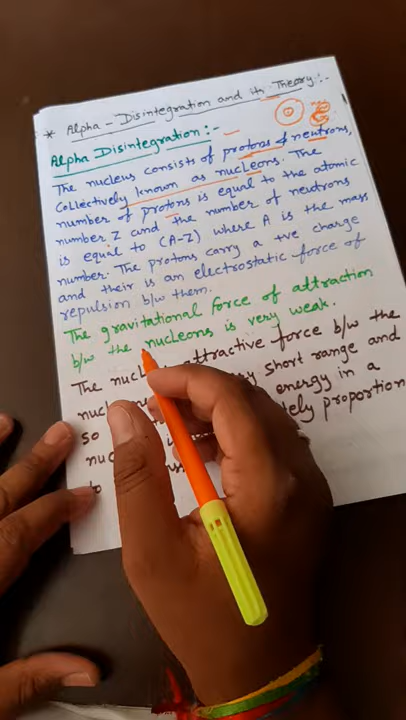 * Alpha - Disintegration and its Theory :-
Alpha Disintegration :-
The nucleus consists of protons & neutrons,
Collectively known as nucleons. The
number of protons is equal to the atomic
number Z and the number of neutrons
is equal to (A-Z) where A is the mass
number. The protons carry a +ve charge
and their is an electrostatic force of
repulsion b/w them.
The gravitational force of attraction
b/w the nucleons is very weak.
The attractive force b/w the
short range and
so energy in a
proportion